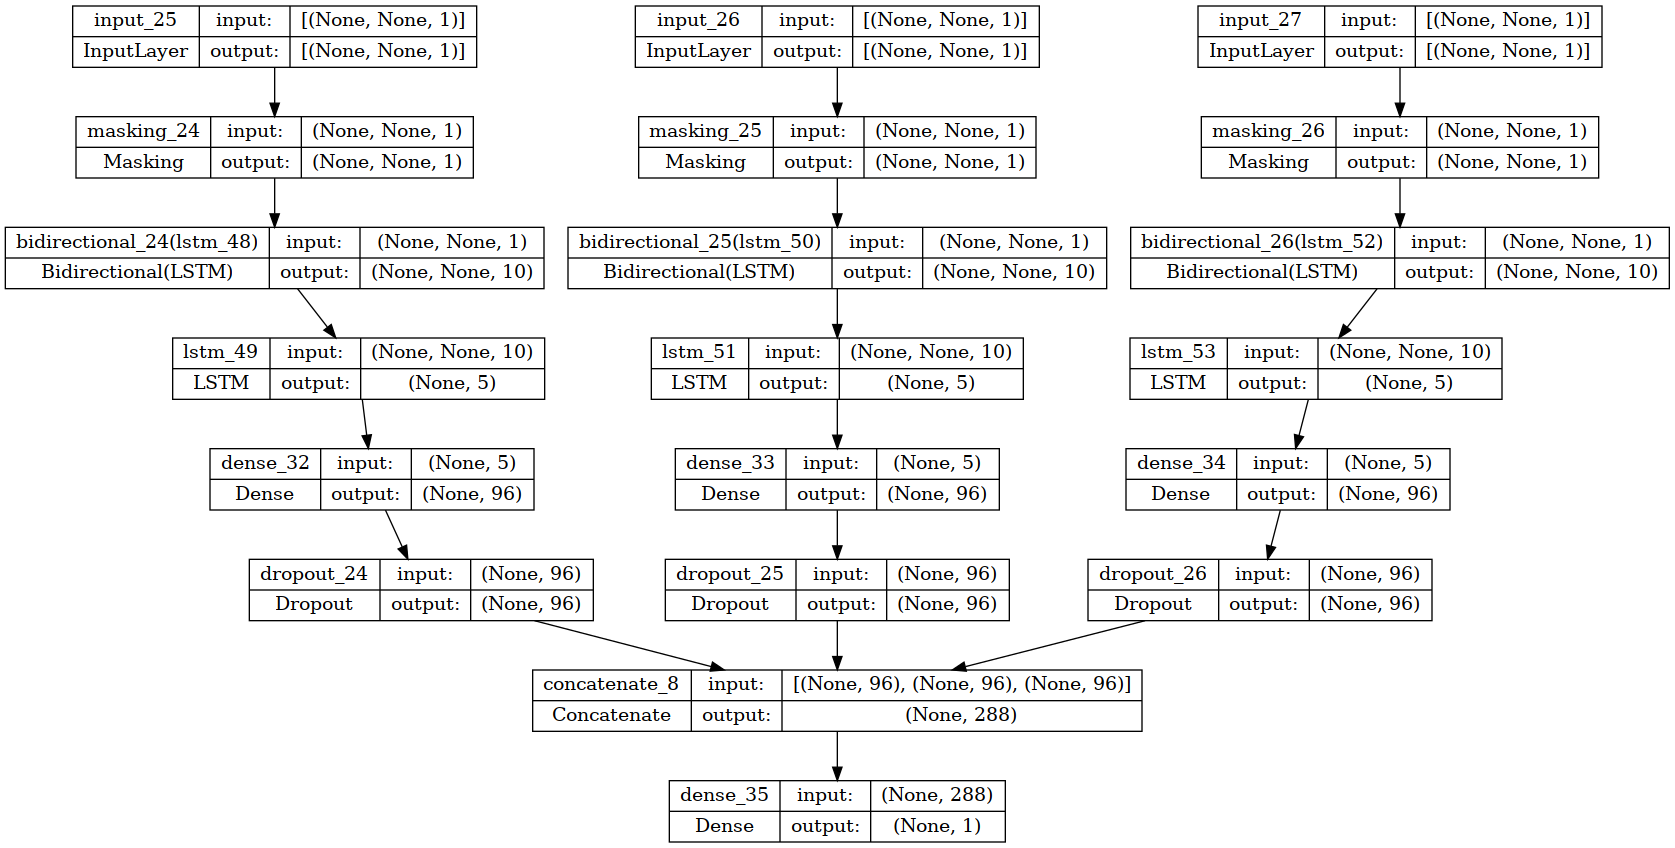 input_25 input: [(None, None, 1)]
InputLayer output: [(None, None, 1)]
input_26 input: [(None, None, 1)]
InputLayer output: [(None, None, 1)]
input_27 input: [(None, None, 1)]
InputLayer output: [(None, None, 1)]
masking_24 input: (None, None, 1)
Masking output: (None, None, 1)
masking_25 input: (None, None, 1)
Masking output: (None, None, 1)
masking_26 input: (None, None, 1)
Masking output: (None, None, 1)
bidirectional_24(lstm_48) input: (None, None, 1)
Bidirectional(LSTM) output: (None, None, 10)
bidirectional_25(lstm_50) input: (None, None, 1)
Bidirectional(LSTM) output: (None, None, 10)
bidirectional_26(lstm_52) input: (None, None, 1)
Bidirectional(LSTM) output: (None, None, 10)
lstm_49 input: (None, None, 10)
LSTM output: (None, 5)
lstm_51 input: (None, None, 10)
LSTM output: (None, 5)
lstm_53 input: (None, None, 10)
LSTM output: (None, 5)
dense_32 input: (None, 5)
Dense output: (None, 96)
dense_33 input: (None, 5)
Dense output: (None, 96)
dense_34 input: (None, 5)
Dense output: (None, 96)
dropout_24 input: (None, 96)
Dropout output: (None, 96)
dropout_25 input: (None, 96)
Dropout output: (None, 96)
dropout_26 input: (None, 96)
Dropout output: (None, 96)
concatenate_8 input: [(None, 96), (None, 96), (None, 96)]
Concatenate output: (None, 288)
dense_35 input: (None, 288)
Dense output: (None, 1)